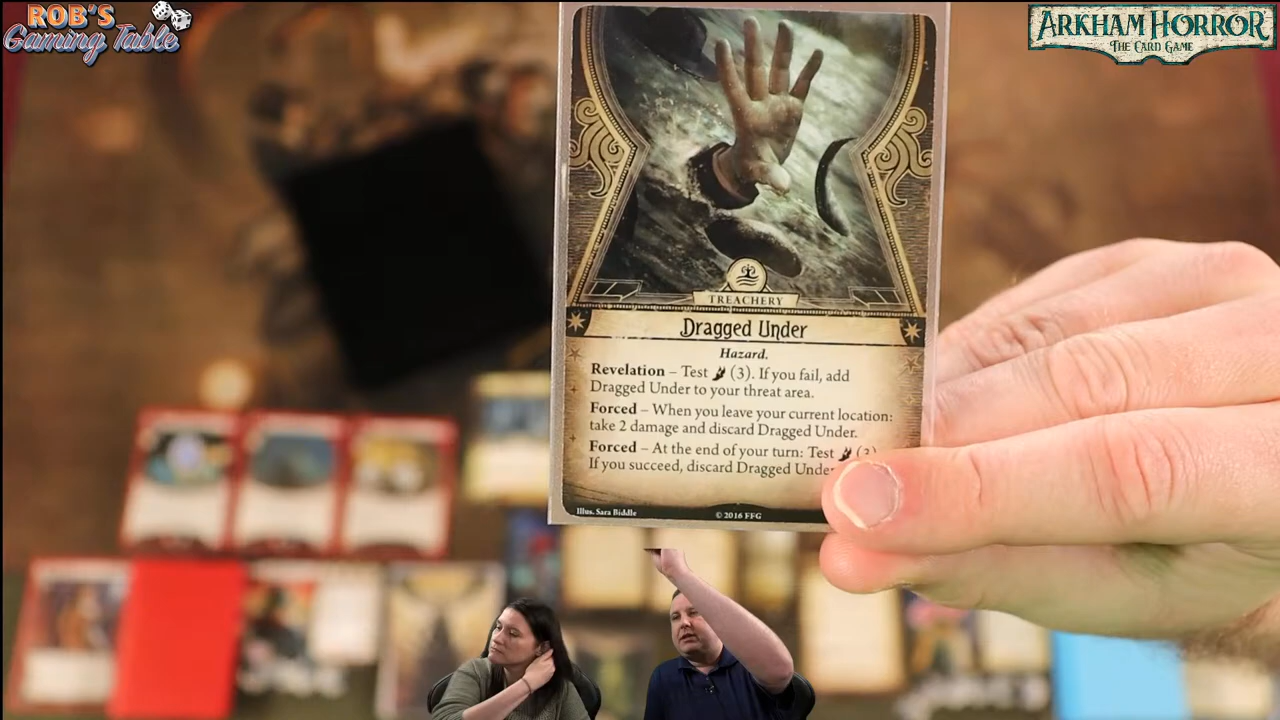 ROB'S
Gaming Table
ARKHAM HORROR
THE CARD GAME
TREACHERY
Dragged Under
Hazard.
Revelation – Test (3). If you fail, add
Dragged Under to your threat area.
Forced – When you leave your current location:
take 2 damage and discard Dragged Under.
Forced – At the end of your turn: Test (3).
If you succeed, discard Dragged Under
Illus. Sara Biddle
© 2016 FFG